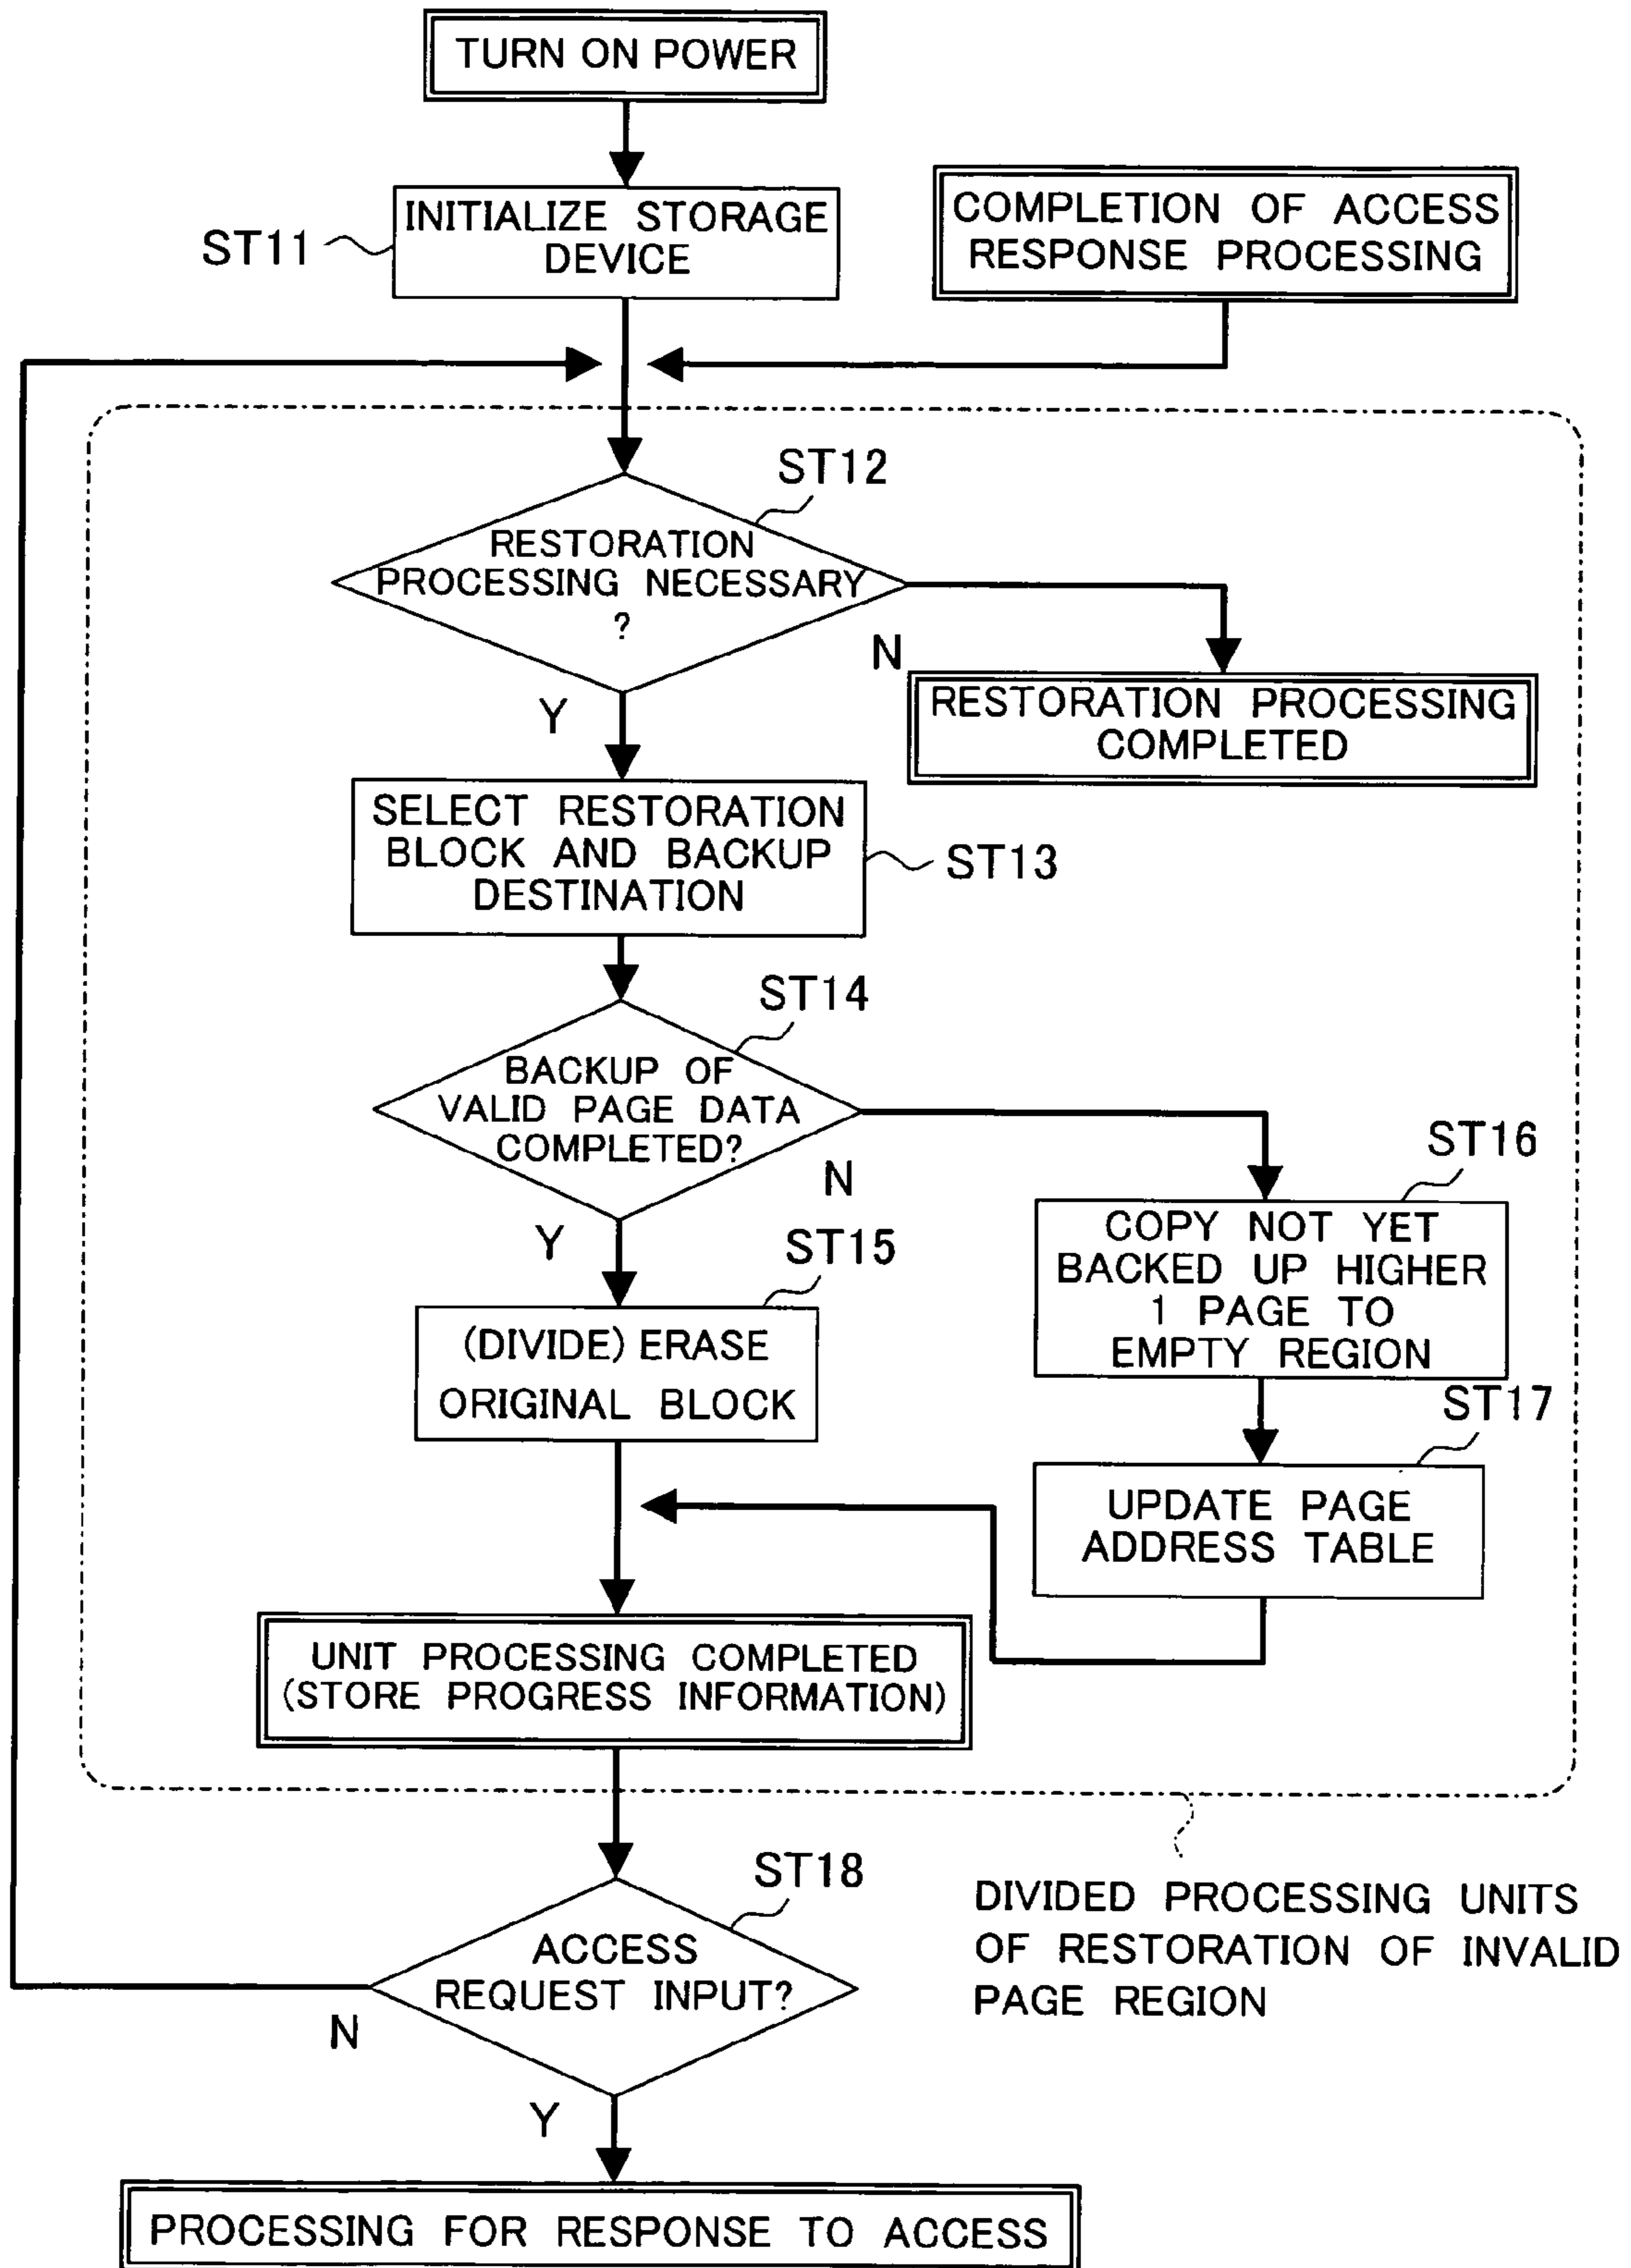 TURN ON POWER
ST11
INITIALIZE STORAGE
DEVICE
COMPLETION OF ACCESS
RESPONSE PROCESSING
ST12
RESTORATION
PROCESSING NECESSARY
?
N
Y
RESTORATION PROCESSING
COMPLETED
SELECT RESTORATION
BLOCK AND BACKUP
DESTINATION
ST13
ST14
BACKUP OF
VALID PAGE DATA
COMPLETED?
N
Y
ST16
COPY NOT YET
BACKED UP HIGHER
1 PAGE TO
EMPTY REGION
ST15
(DIVIDE) ERASE
ORIGINAL BLOCK
ST17
UPDATE PAGE
ADDRESS TABLE
UNIT PROCESSING COMPLETED
(STORE PROGRESS INFORMATION)
ST18
ACCESS
REQUEST INPUT?
N
Y
DIVIDED PROCESSING UNITS
OF RESTORATION OF INVALID
PAGE REGION
PROCESSING FOR RESPONSE TO ACCESS